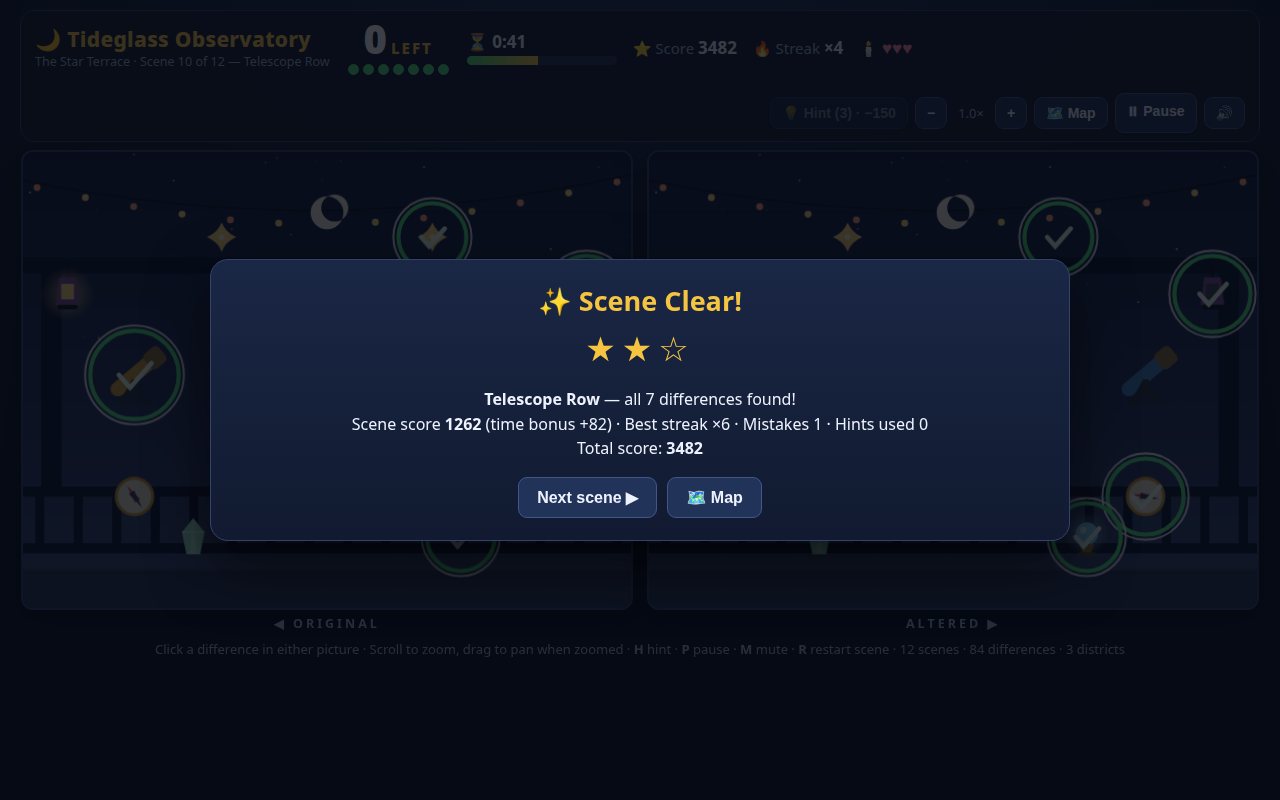 🌙 Tideglass Observatory
The Star Terrace · Scene 10 of 12 — Telescope Row
0 LEFT
⏳ 0:41
⭐ Score 3482
🔥 Streak ×4
🕯️ ♥♥♥
💡 Hint (3) · −150
−
1.0×
+
🗺️ Map
⏸ Pause
🔊
✨ Scene Clear!
★ ★ ☆
Telescope Row — all 7 differences found!
Scene score 1262 (time bonus +82) · Best streak ×6 · Mistakes 1 · Hints used 0
Total score: 3482
Next scene ▶
🗺️ Map
◀ ORIGINAL
ALTERED ▶
Click a difference in either picture · Scroll to zoom, drag to pan when zoomed · H hint · P pause · M mute · R restart scene · 12 scenes · 84 differences · 3 districts